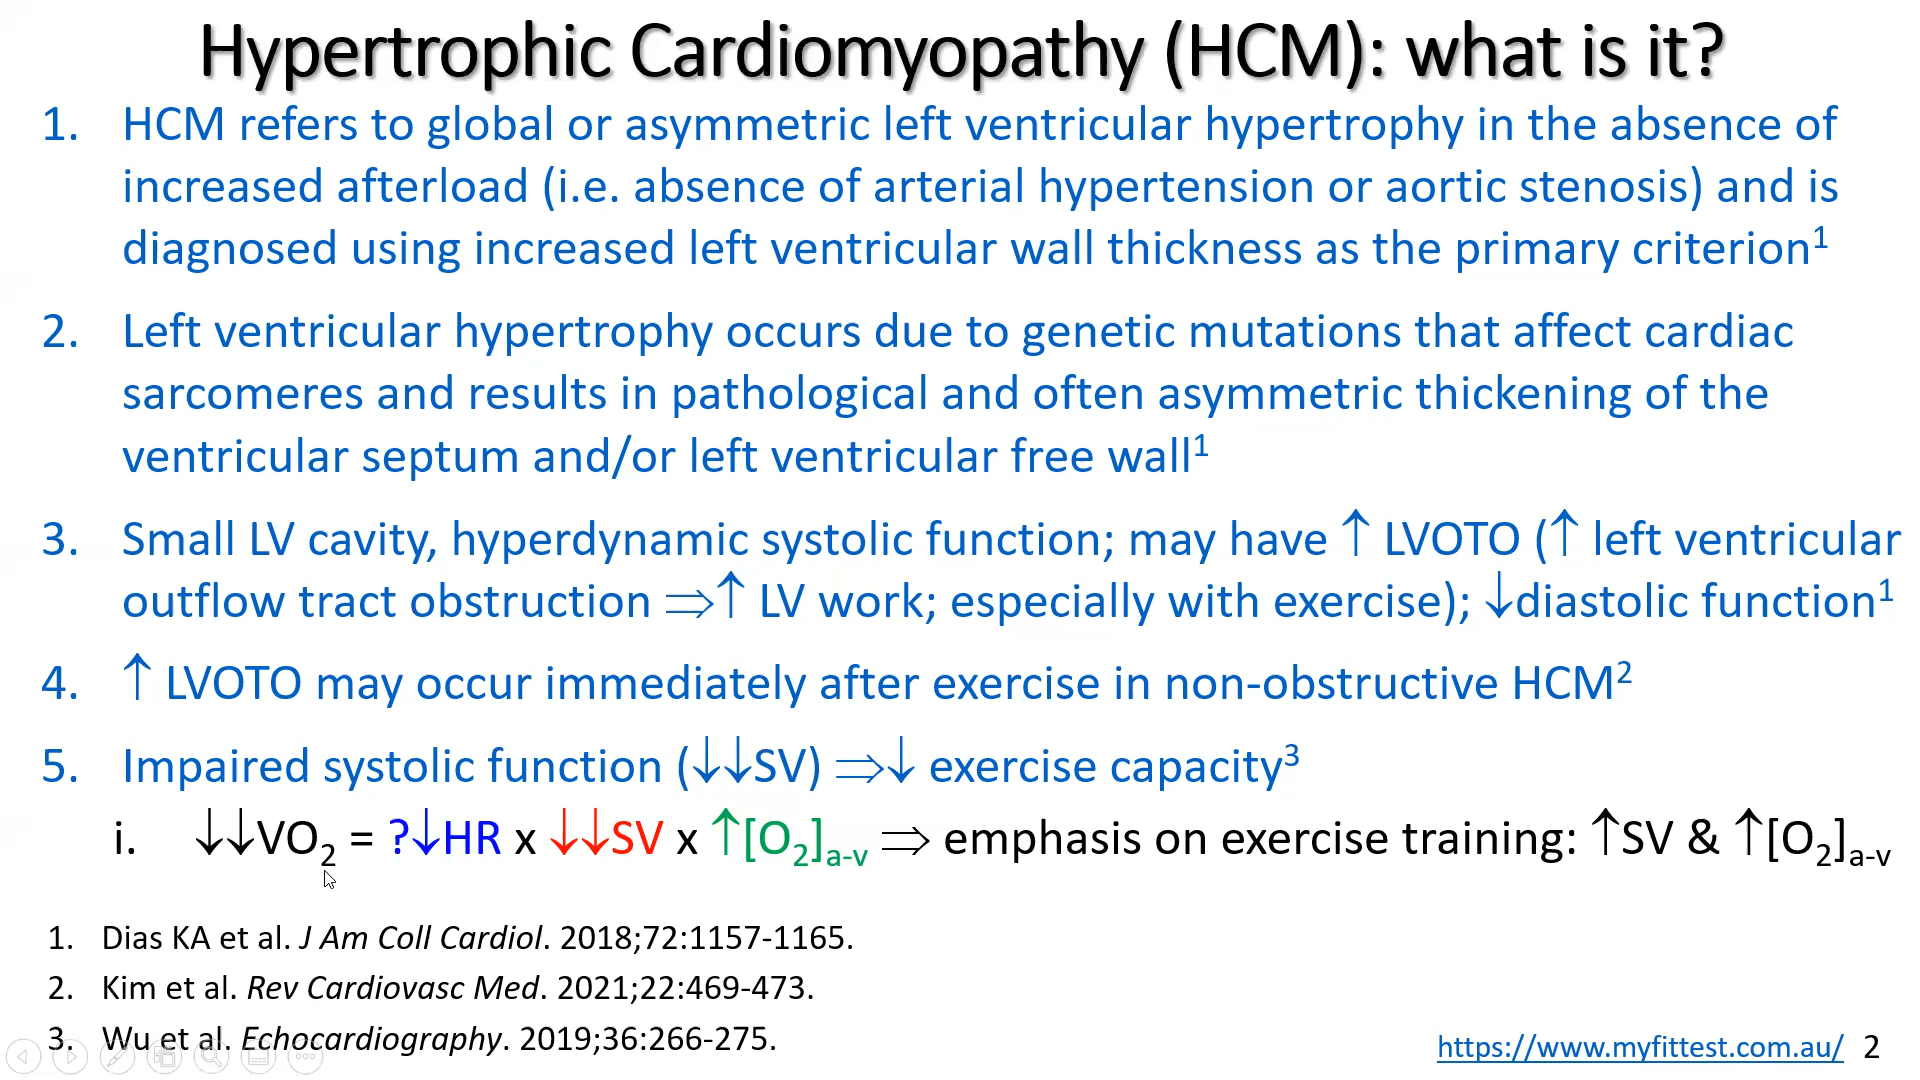 Hypertrophic Cardiomyopathy (HCM): what is it?
1. HCM refers to global or asymmetric left ventricular hypertrophy in the absence of
increased afterload (i.e. absence of arterial hypertension or aortic stenosis) and is
diagnosed using increased left ventricular wall thickness as the primary criterion¹
2. Left ventricular hypertrophy occurs due to genetic mutations that affect cardiac
sarcomeres and results in pathological and often asymmetric thickening of the
ventricular septum and/or left ventricular free wall¹
3. Small LV cavity, hyperdynamic systolic function; may have ↑ LVOTO (↑ left ventricular
outflow tract obstruction ⇒↑ LV work; especially with exercise); ↓diastolic function¹
4. ↑ LVOTO may occur immediately after exercise in non-obstructive HCM²
5. Impaired systolic function (↓↓SV) ⇒↓ exercise capacity³
i. ↓↓VO₂ = ?↓HR x ↓↓SV x ↑[O₂]a-v ⇒ emphasis on exercise training: ↑SV & ↑[O₂]a-v
1. Dias KA et al. J Am Coll Cardiol. 2018;72:1157-1165.
2. Kim et al. Rev Cardiovasc Med. 2021;22:469-473.
3. Wu et al. Echocardiography. 2019;36:266-275.
https://www.myfittest.com.au/ 2